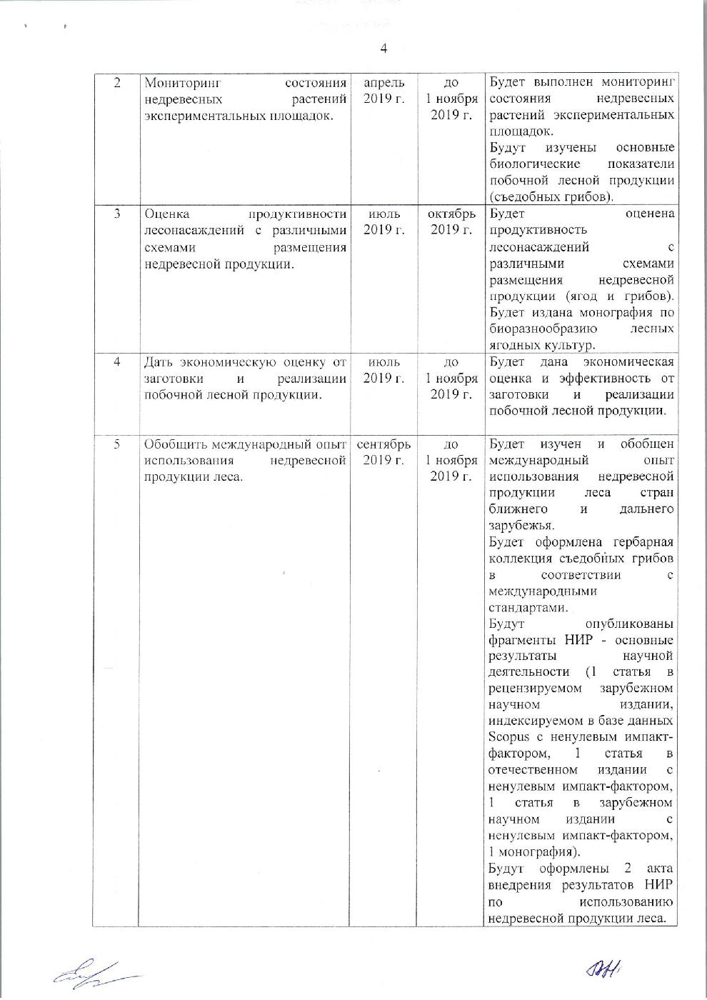 4
2
Мониторинг состояния
недревесных растений
экспериментальных площадок.
апрель
2019 г.
до
1 ноября
2019 г.
Будет выполнен мониторинг
состояния недревесных
растений экспериментальных
площадок.
Будут изучены основные
биологические показатели
побочной лесной продукции
(съедобных грибов).
3
Оценка продуктивности
лесонасаждений с различными
схемами размещения
недревесной продукции.
июль
2019 г.
октябрь
2019 г.
Будет оценена
продуктивность
лесонасаждений с
различными схемами
размещения недревесной
продукции (ягод и грибов).
Будет издана монография по
биоразнообразию лесных
ягодных культур.
4
Дать экономическую оценку от
заготовки и реализации
побочной лесной продукции.
июль
2019 г.
до
1 ноября
2019 г.
Будет дана экономическая
оценка и эффективность от
заготовки и реализации
побочной лесной продукции.
5
Обобщить международный опыт
использования недревесной
продукции леса.
сентябрь
2019 г.
до
1 ноября
2019 г.
Будет изучен и обобщен
международный опыт
использования недревесной
продукции леса стран
ближнего и дальнего
зарубежья.
Будет оформлена гербарная
коллекция съедобных грибов
в соответствии с
международными
стандартами.
Будут опубликованы
фрагменты НИР - основные
результаты научной
деятельности (1 статья в
рецензируемом зарубежном
научном издании,
индексируемом в базе данных
Scopus с ненулевым импакт-
фактором, 1 статья в
отечественном издании с
ненулевым импакт-фактором,
1 статья в зарубежном
научном издании с
ненулевым импакт-фактором,
1 монография).
Будут оформлены 2 акта
внедрения результатов НИР
по использованию
недревесной продукции леса.